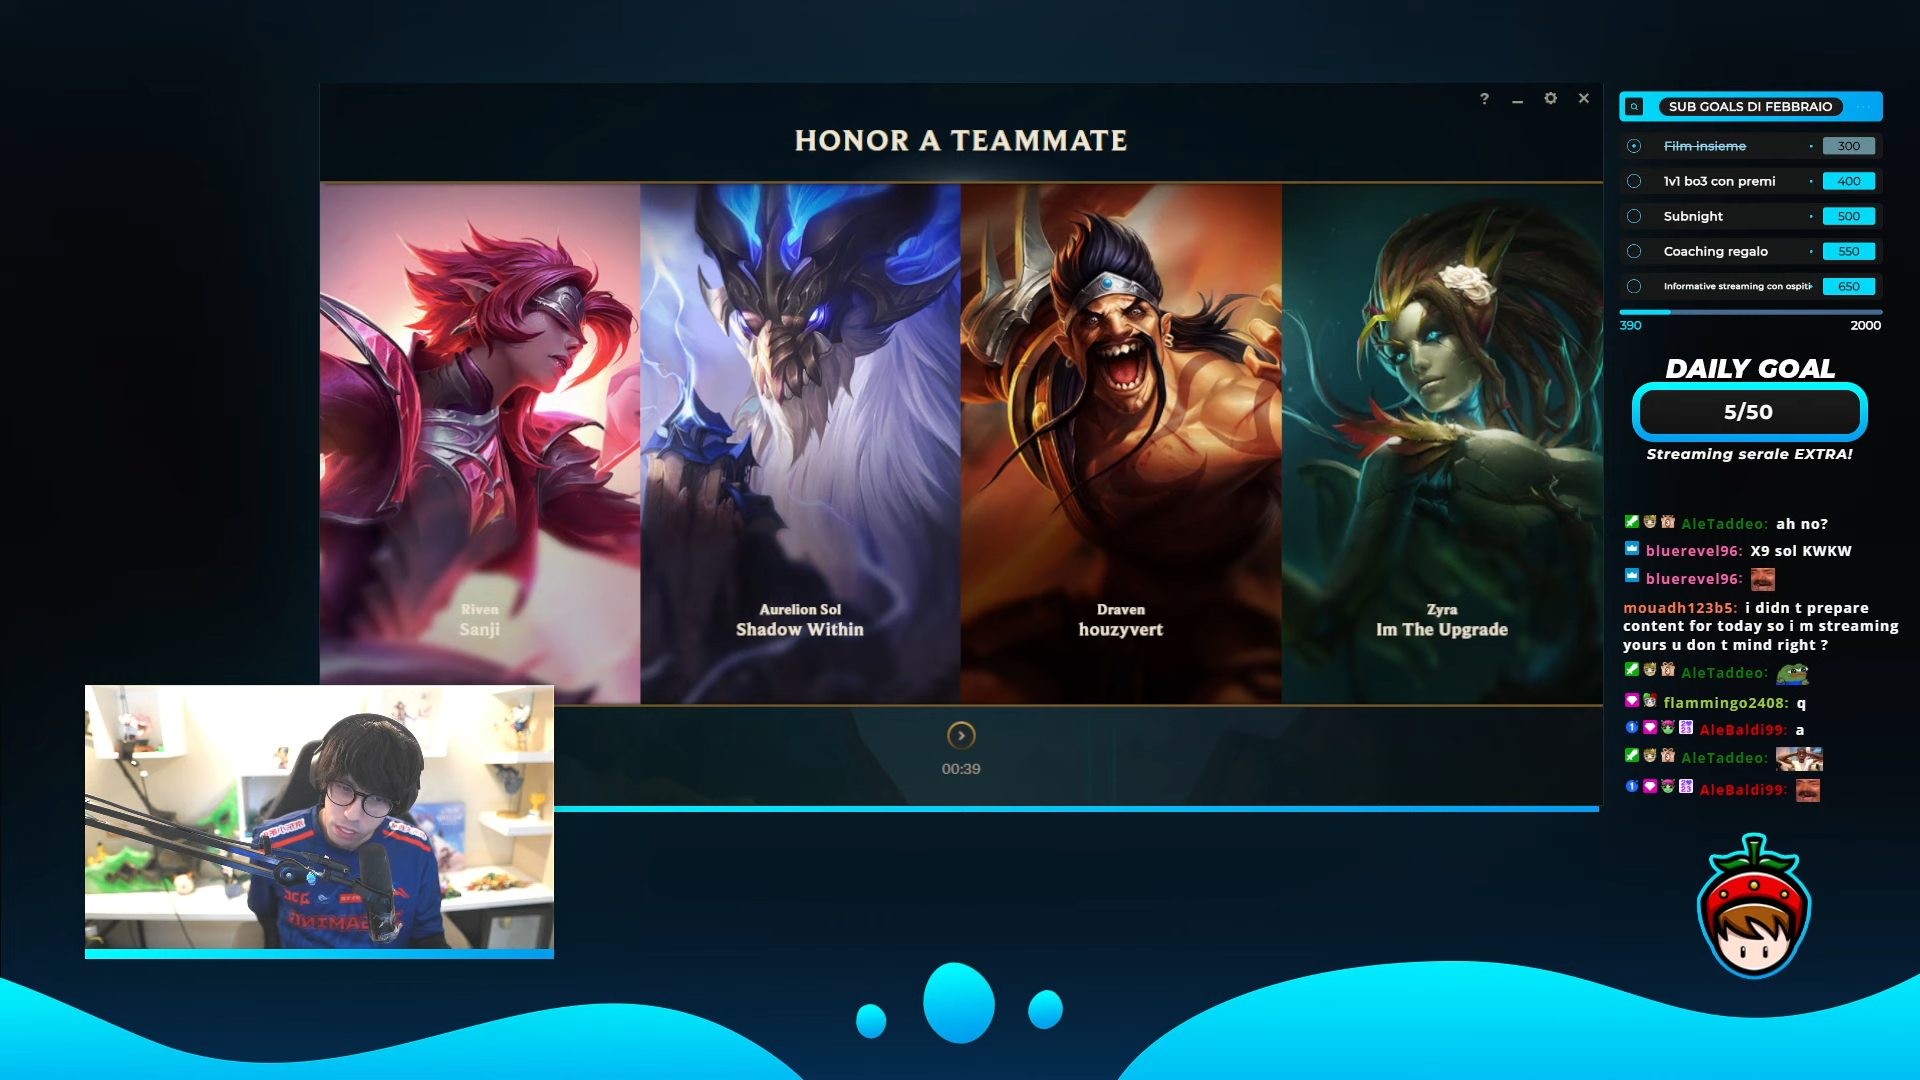 HONOR A TEAMMATE
Riven
Sanji
Aurelion Sol
Shadow Within
Draven
houzyvert
Zyra
Im The Upgrade
00:39
SUB GOALS DI FEBBRAIO
Film insieme 300
1v1 bo3 con premi 400
Subnight 500
Coaching regalo 550
Informative streaming con ospiti 650
390 2000
DAILY GOAL
5/50
Streaming serale EXTRA!
AleTaddeo: ah no?
bluerevel96: X9 sol KWKW
bluerevel96:
mouadh123b5: i didn t prepare
content for today so i m streaming
yours u don t mind right ?
AleTaddeo:
flammingo2408: q
AleBaldi99: a
AleTaddeo:
AleBaldi99: